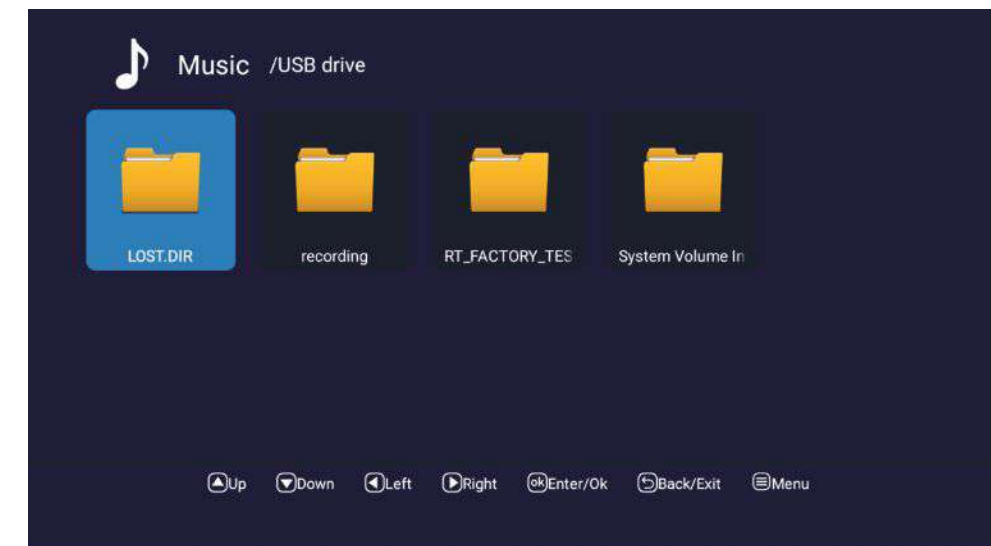 Music /USB drive
LOST.DIR
recording
RT_FACTORY_TES
System Volume In
Up Down Left Right ok Enter/Ok Back/Exit Menu